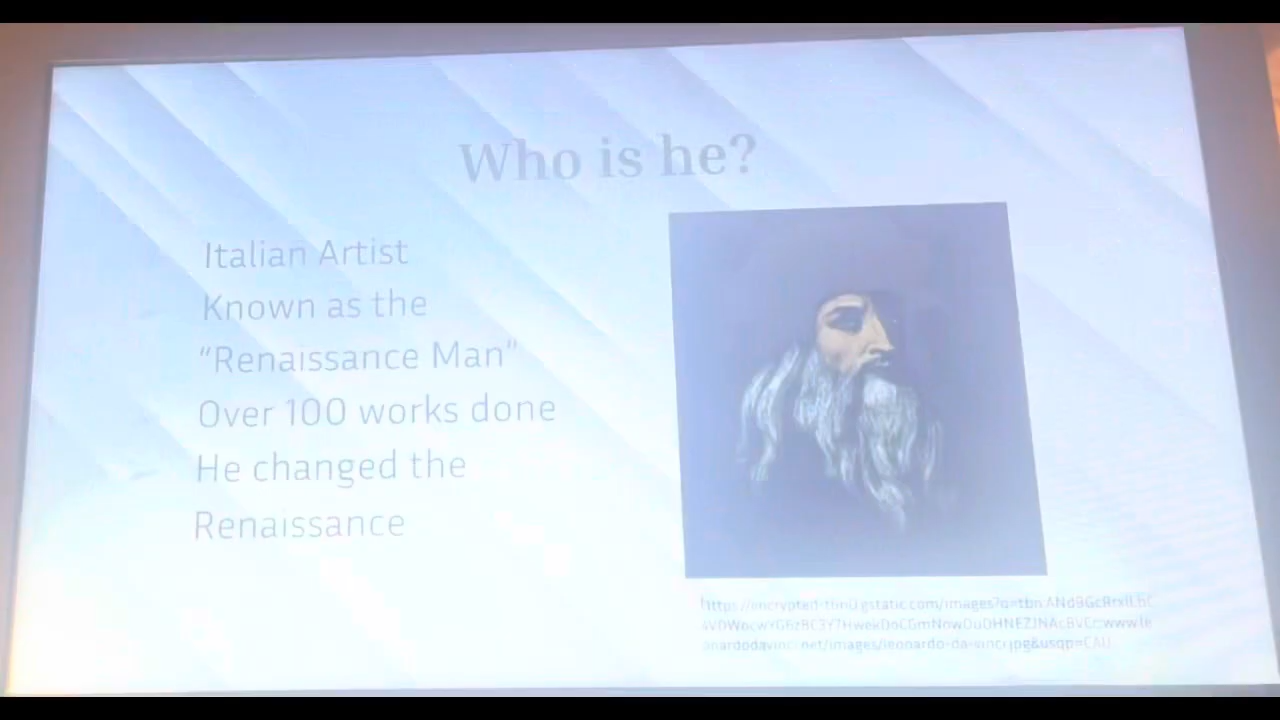 Who is he?
Italian Artist
Known as the
“Renaissance Man”
Over 100 works done
He changed the
Renaissance